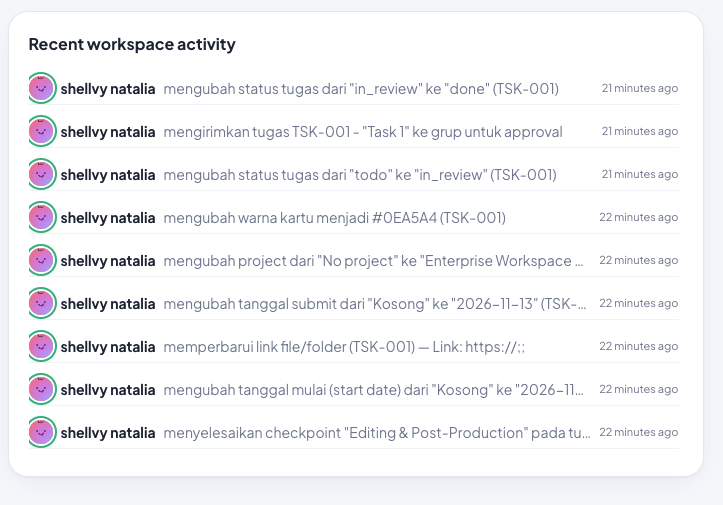 Recent workspace activity
shellvy natalia mengubah status tugas dari "in_review" ke "done" (TSK-001) 21 minutes ago
shellvy natalia mengirimkan tugas TSK-001 - "Task 1" ke grup untuk approval 21 minutes ago
shellvy natalia mengubah status tugas dari "todo" ke "in_review" (TSK-001) 21 minutes ago
shellvy natalia mengubah warna kartu menjadi #0EA5A4 (TSK-001) 22 minutes ago
shellvy natalia mengubah project dari "No project" ke "Enterprise Workspace ... 22 minutes ago
shellvy natalia mengubah tanggal submit dari "Kosong" ke "2026-11-13" (TSK-... 22 minutes ago
shellvy natalia memperbarui link file/folder (TSK-001) — Link: https://;; 22 minutes ago
shellvy natalia mengubah tanggal mulai (start date) dari "Kosong" ke "2026-11... 22 minutes ago
shellvy natalia menyelesaikan checkpoint "Editing & Post-Production" pada tu... 22 minutes ago